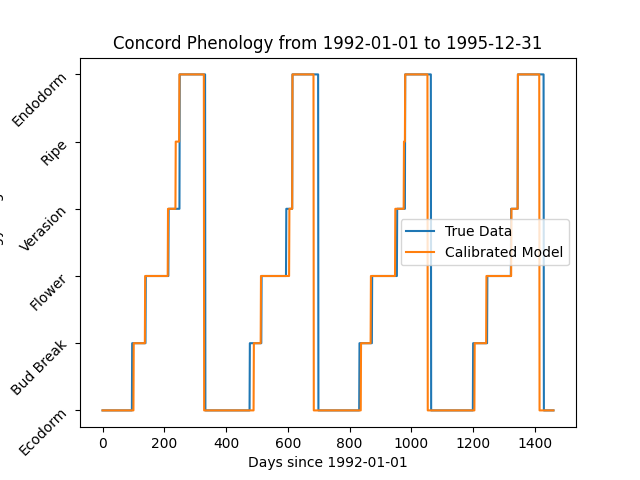 Concord Phenology from 1992-01-01 to 1995-12-31
Endodorm
Ripe
Verasion
Flower
Bud Break
Ecodorm
True Data
Calibrated Model
0 200 400 600 800 1000 1200 1400
Days since 1992-01-01